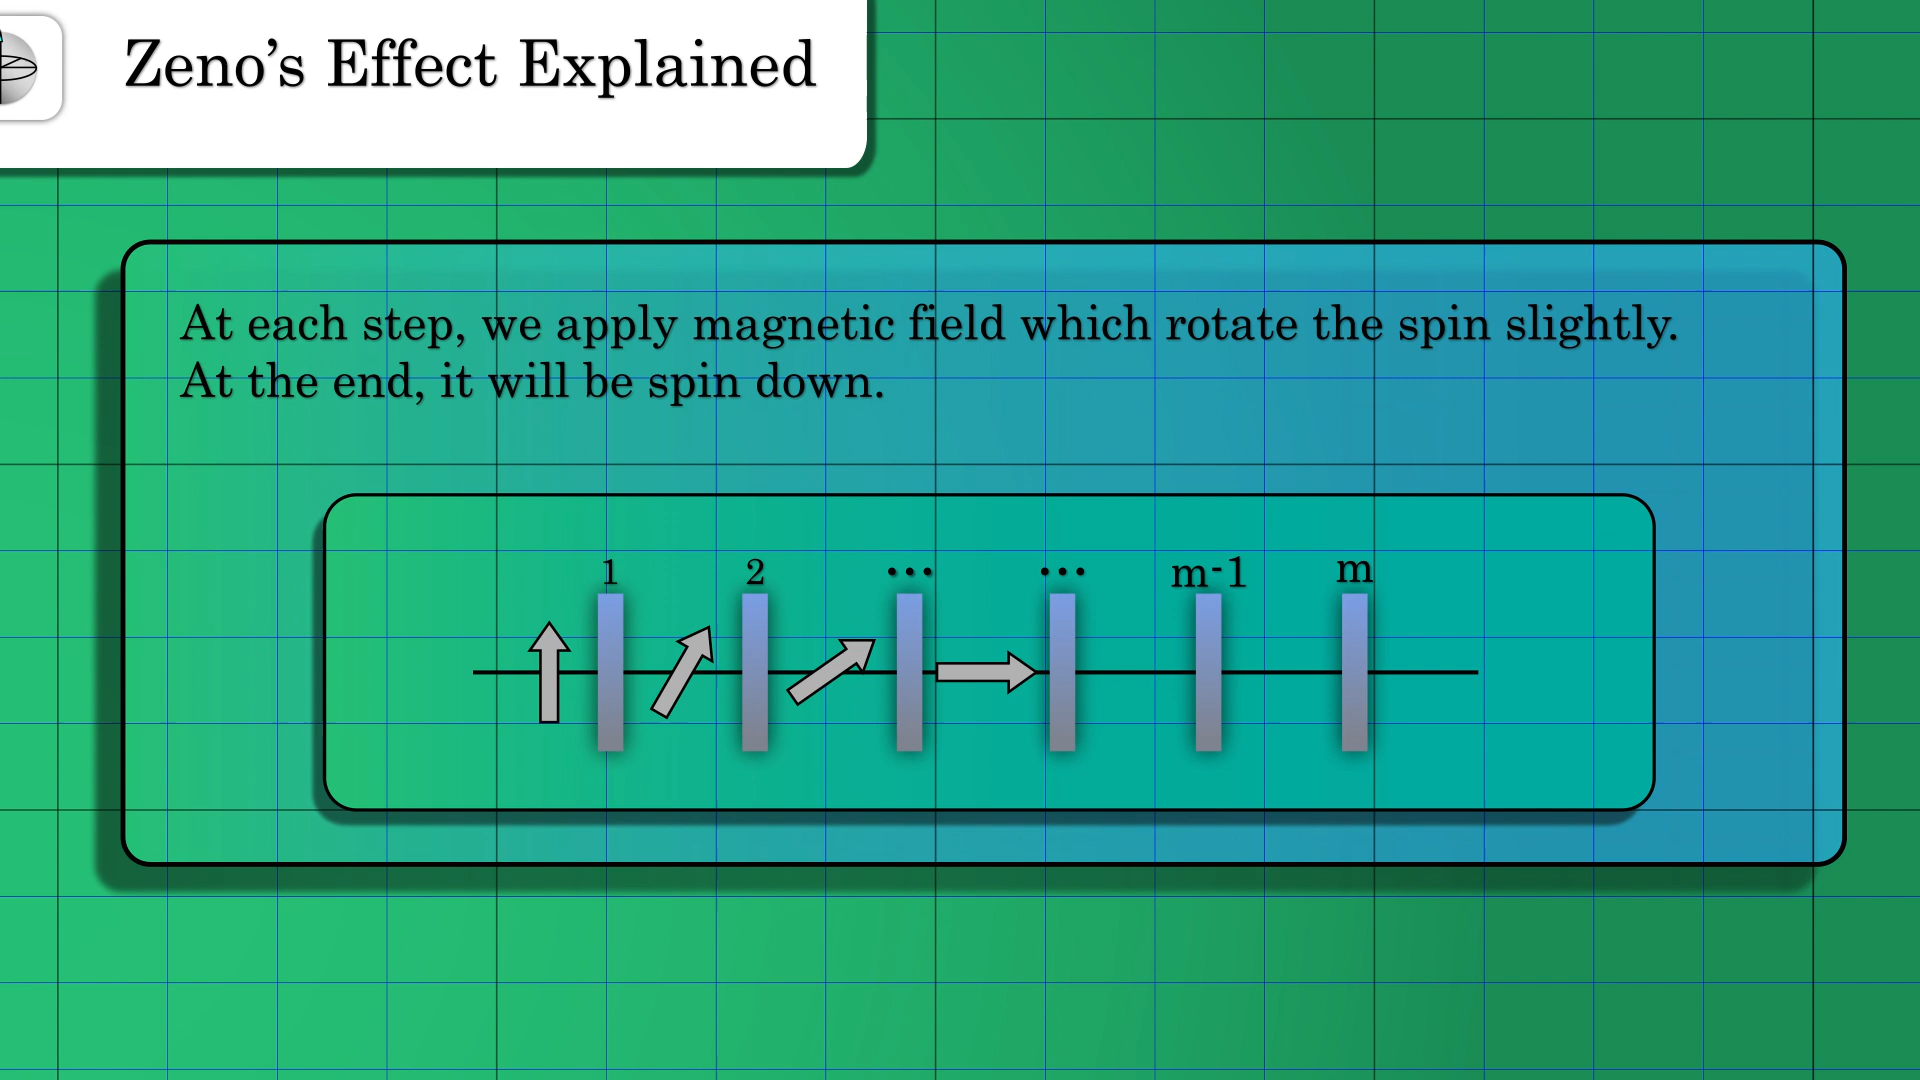 Zeno’s Effect Explained
At each step, we apply magnetic field which rotate the spin slightly.
At the end, it will be spin down.
1 2 ... ... m-1 m